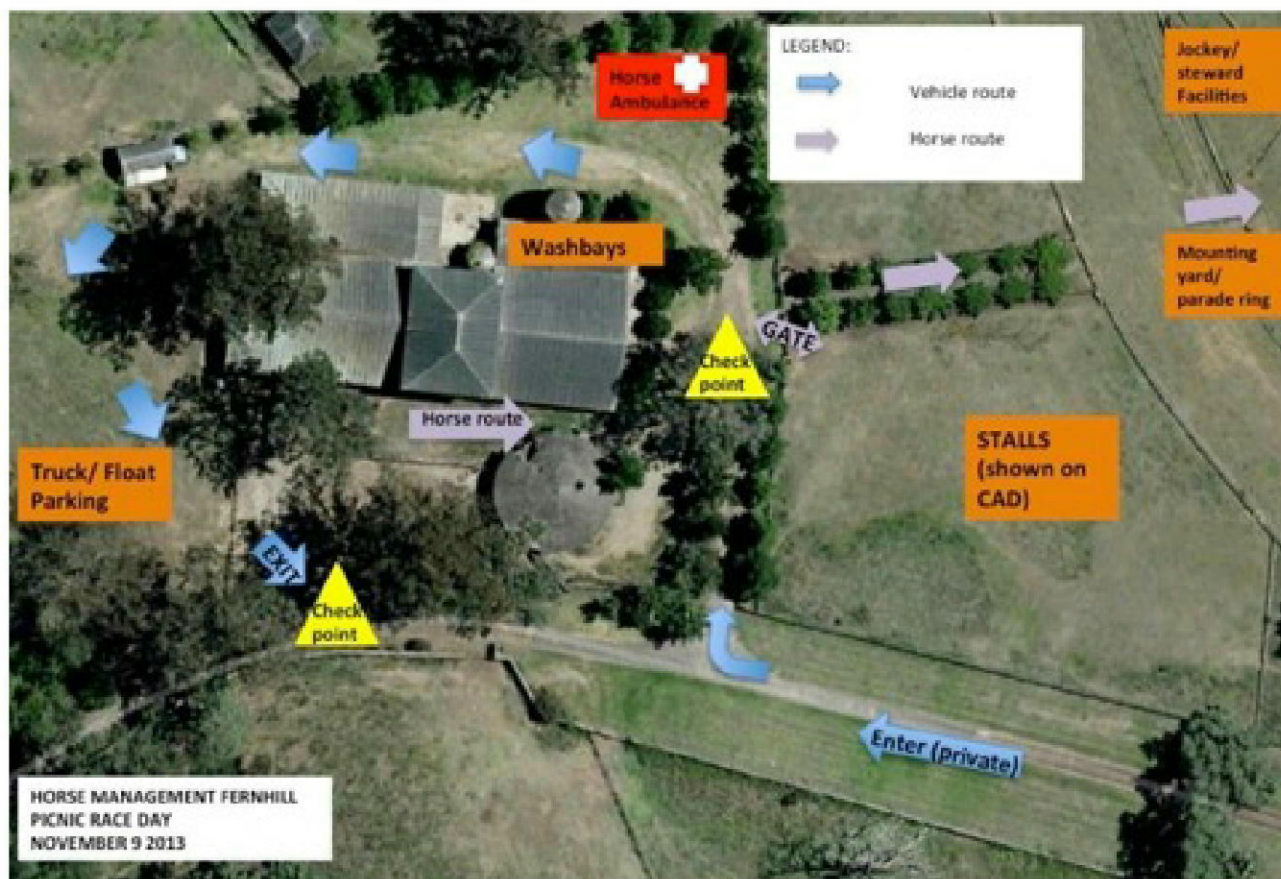 LEGEND:
Vehicle route
Horse route
Jockey/
steward
Facilities
Horse
Ambulance
Washbays
Mounting
yard/
parade ring
GATE
Check
point
Horse route
STALLS
(shown on
CAD)
Truck/ Float
Parking
EXIT
Check
point
Enter (private)
HORSE MANAGEMENT FERNHILL
PICNIC RACE DAY
NOVEMBER 9 2013